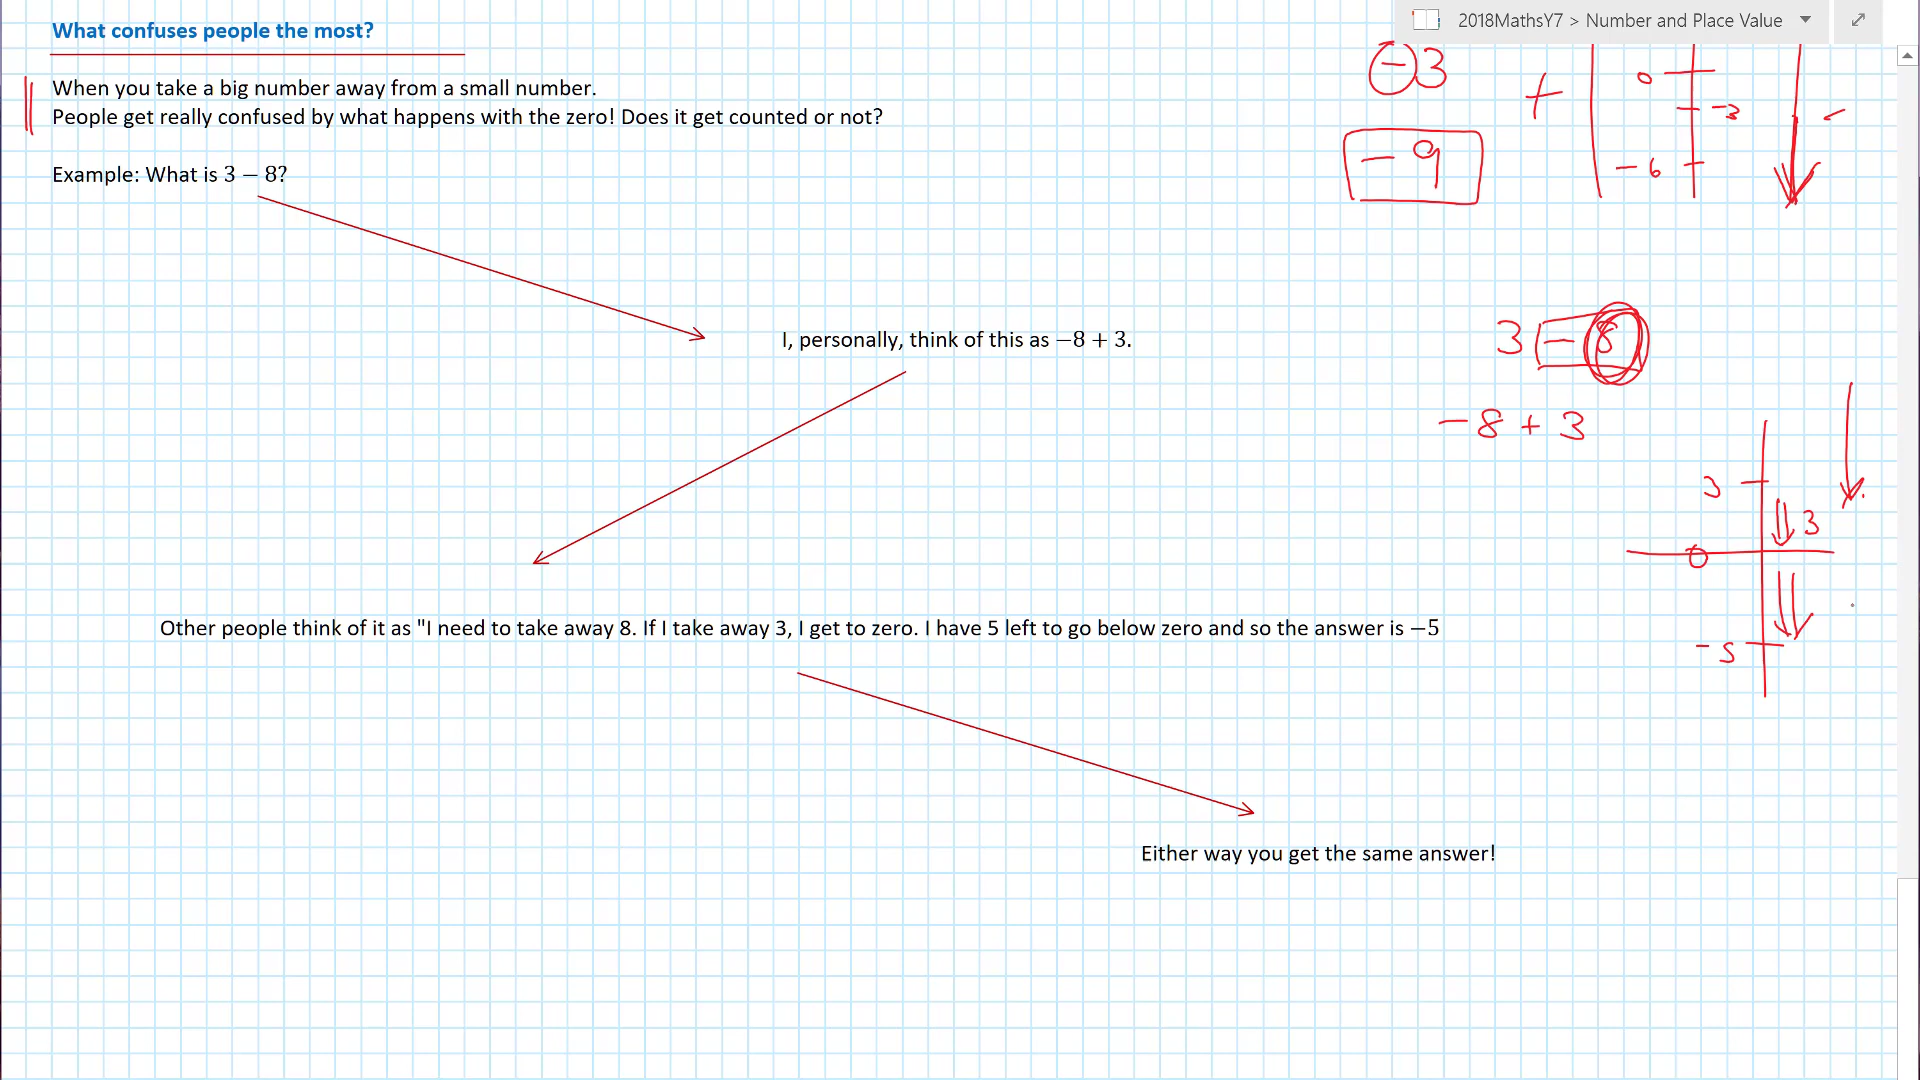 What confuses people the most?
2018MathsY7 > Number and Place Value
When you take a big number away from a small number.
People get really confused by what happens with the zero! Does it get counted or not?
Example: What is 3 − 8?
−3
+
0
−3
−9
−6
I, personally, think of this as −8 + 3.
3 − 8
−8 + 3
3
3
0
Other people think of it as "I need to take away 8. If I take away 3, I get to zero. I have 5 left to go below zero and so the answer is −5
−5
Either way you get the same answer!